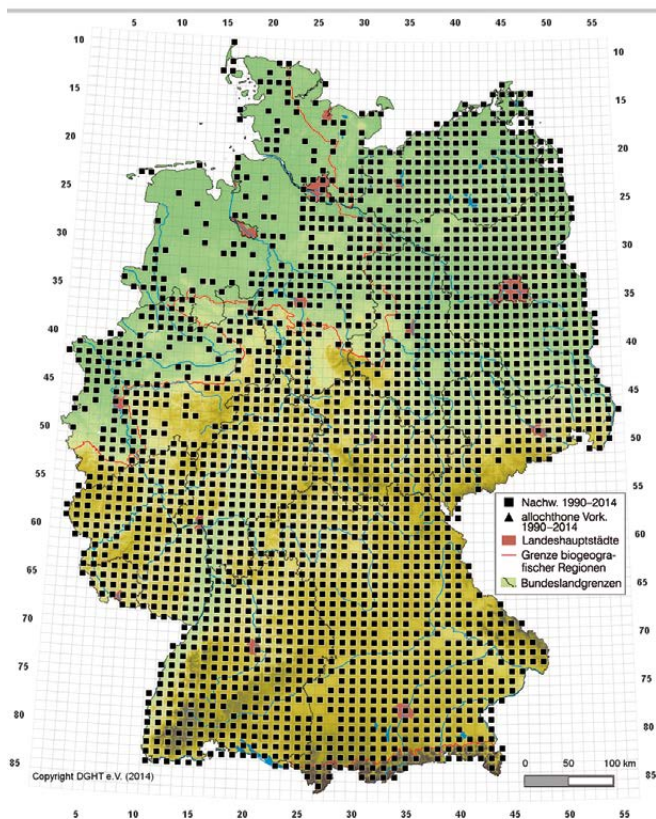 5 10 15 20 25 30 35 40 45 50 55
10 10
15 15
20 20
25 25
30 30
35 35
40 40
45 45
50 50
55 55
60 60
65 65
70 70
75 75
80 80
85 85
Nachw. 1990–2014
allochthone Vork.
1990–2014
Landeshauptstädte
Grenze biogeogra-
fischer Regionen
Bundeslandgrenzen
Copyright DGHT e.V. (2014)
0 50 100 km
5 10 15 20 25 30 35 40 45 50 55